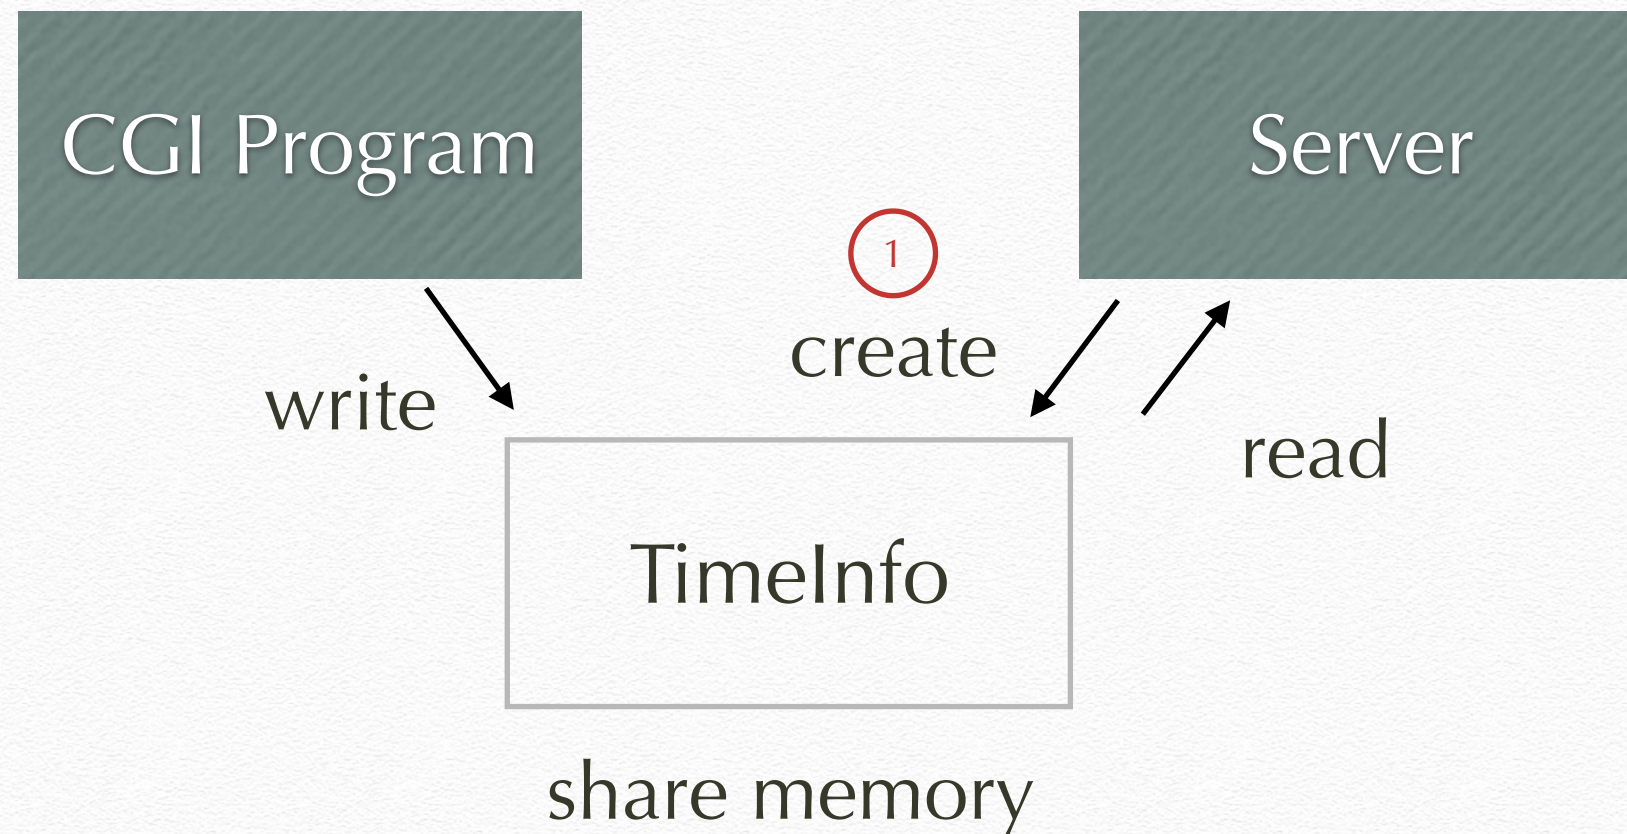 CGI Program
Server
1
create
write
read
TimeInfo
share memory